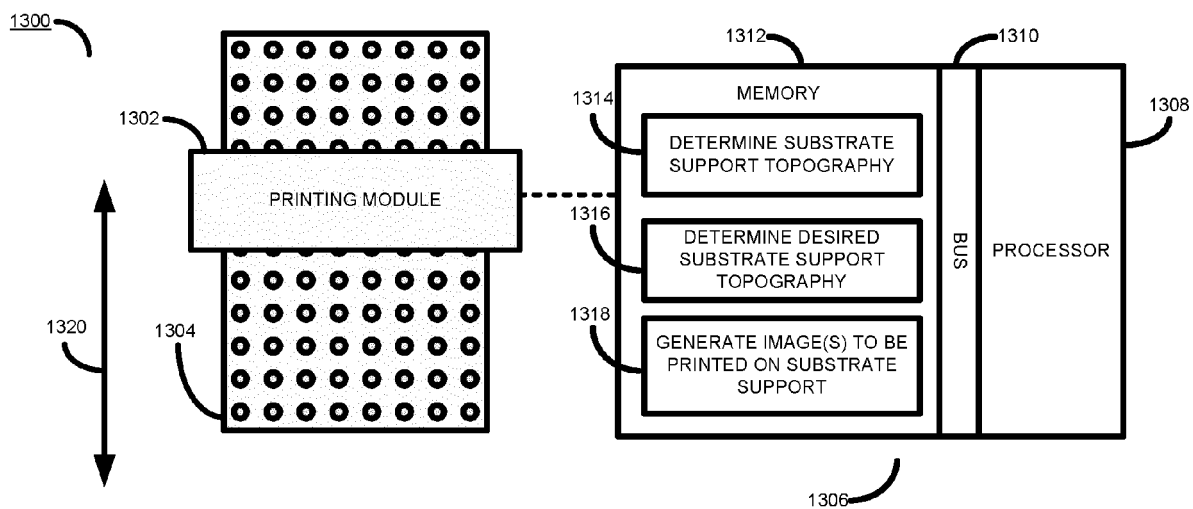 1300
1302
PRINTING MODULE
1320
1304
1312
1310
MEMORY
1314
DETERMINE SUBSTRATE
SUPPORT TOPOGRAPHY
1308
1316
DETERMINE DESIRED
SUBSTRATE SUPPORT
TOPOGRAPHY
BUS
PROCESSOR
1318
GENERATE IMAGE(S) TO BE
PRINTED ON SUBSTRATE
SUPPORT
1306